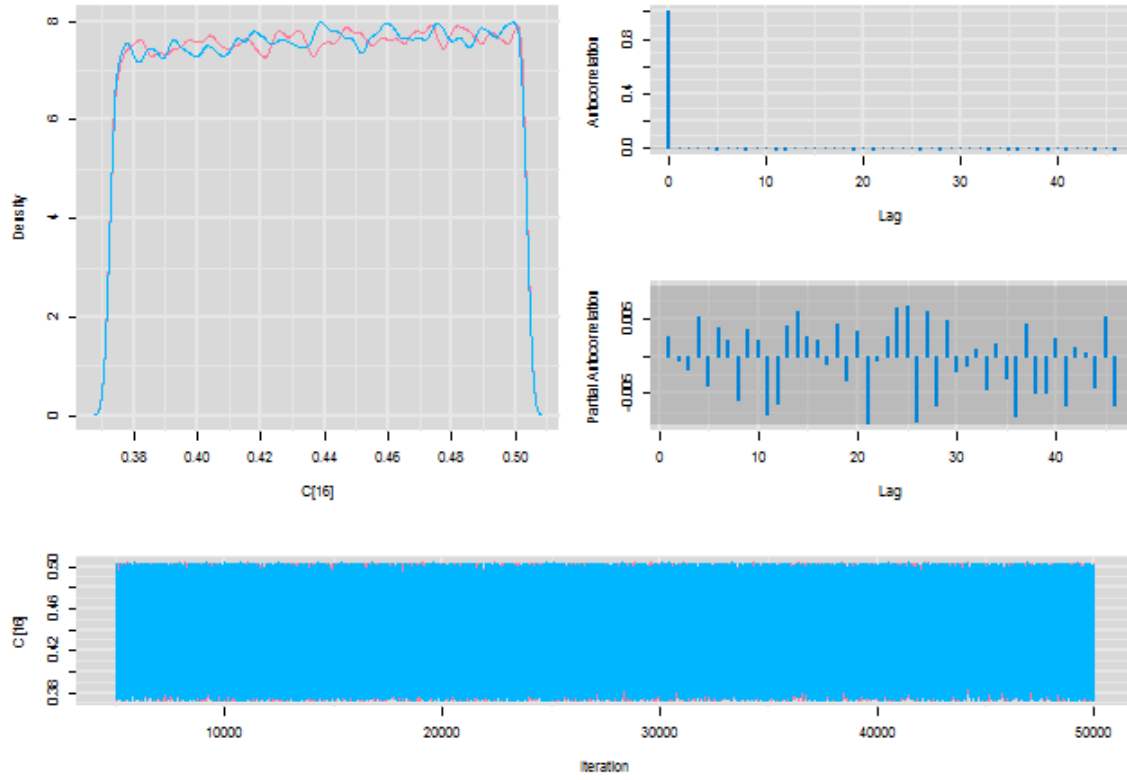 Density
8
6
4
2
0
0.38 0.40 0.42 0.44 0.46 0.48 0.50
C[16]
Autocorrelation
0.8
0.4
0.0
0 10 20 30 40
Lag
Partial Autocorrelation
0.005
-0.005
0 10 20 30 40
Lag
C[16]
0.50
0.46
0.42
0.38
10000 20000 30000 40000 50000
Iteration